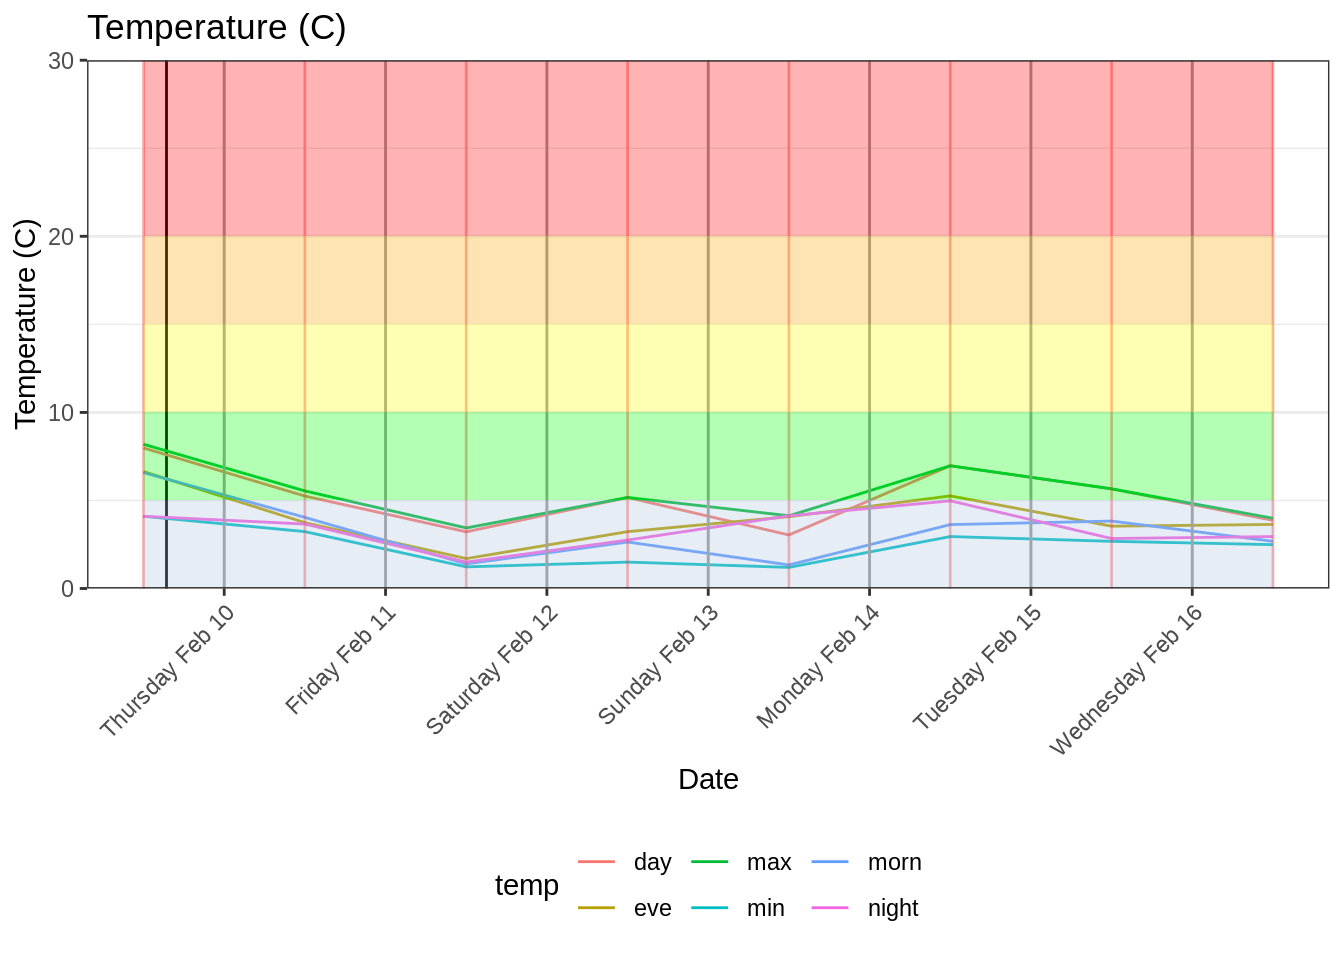 Temperature (C)
Temperature (C)
30
20
10
0
Thursday Feb 10
Friday Feb 11
Saturday Feb 12
Sunday Feb 13
Monday Feb 14
Tuesday Feb 15
Wednesday Feb 16
Date
temp
day max morn
eve min night